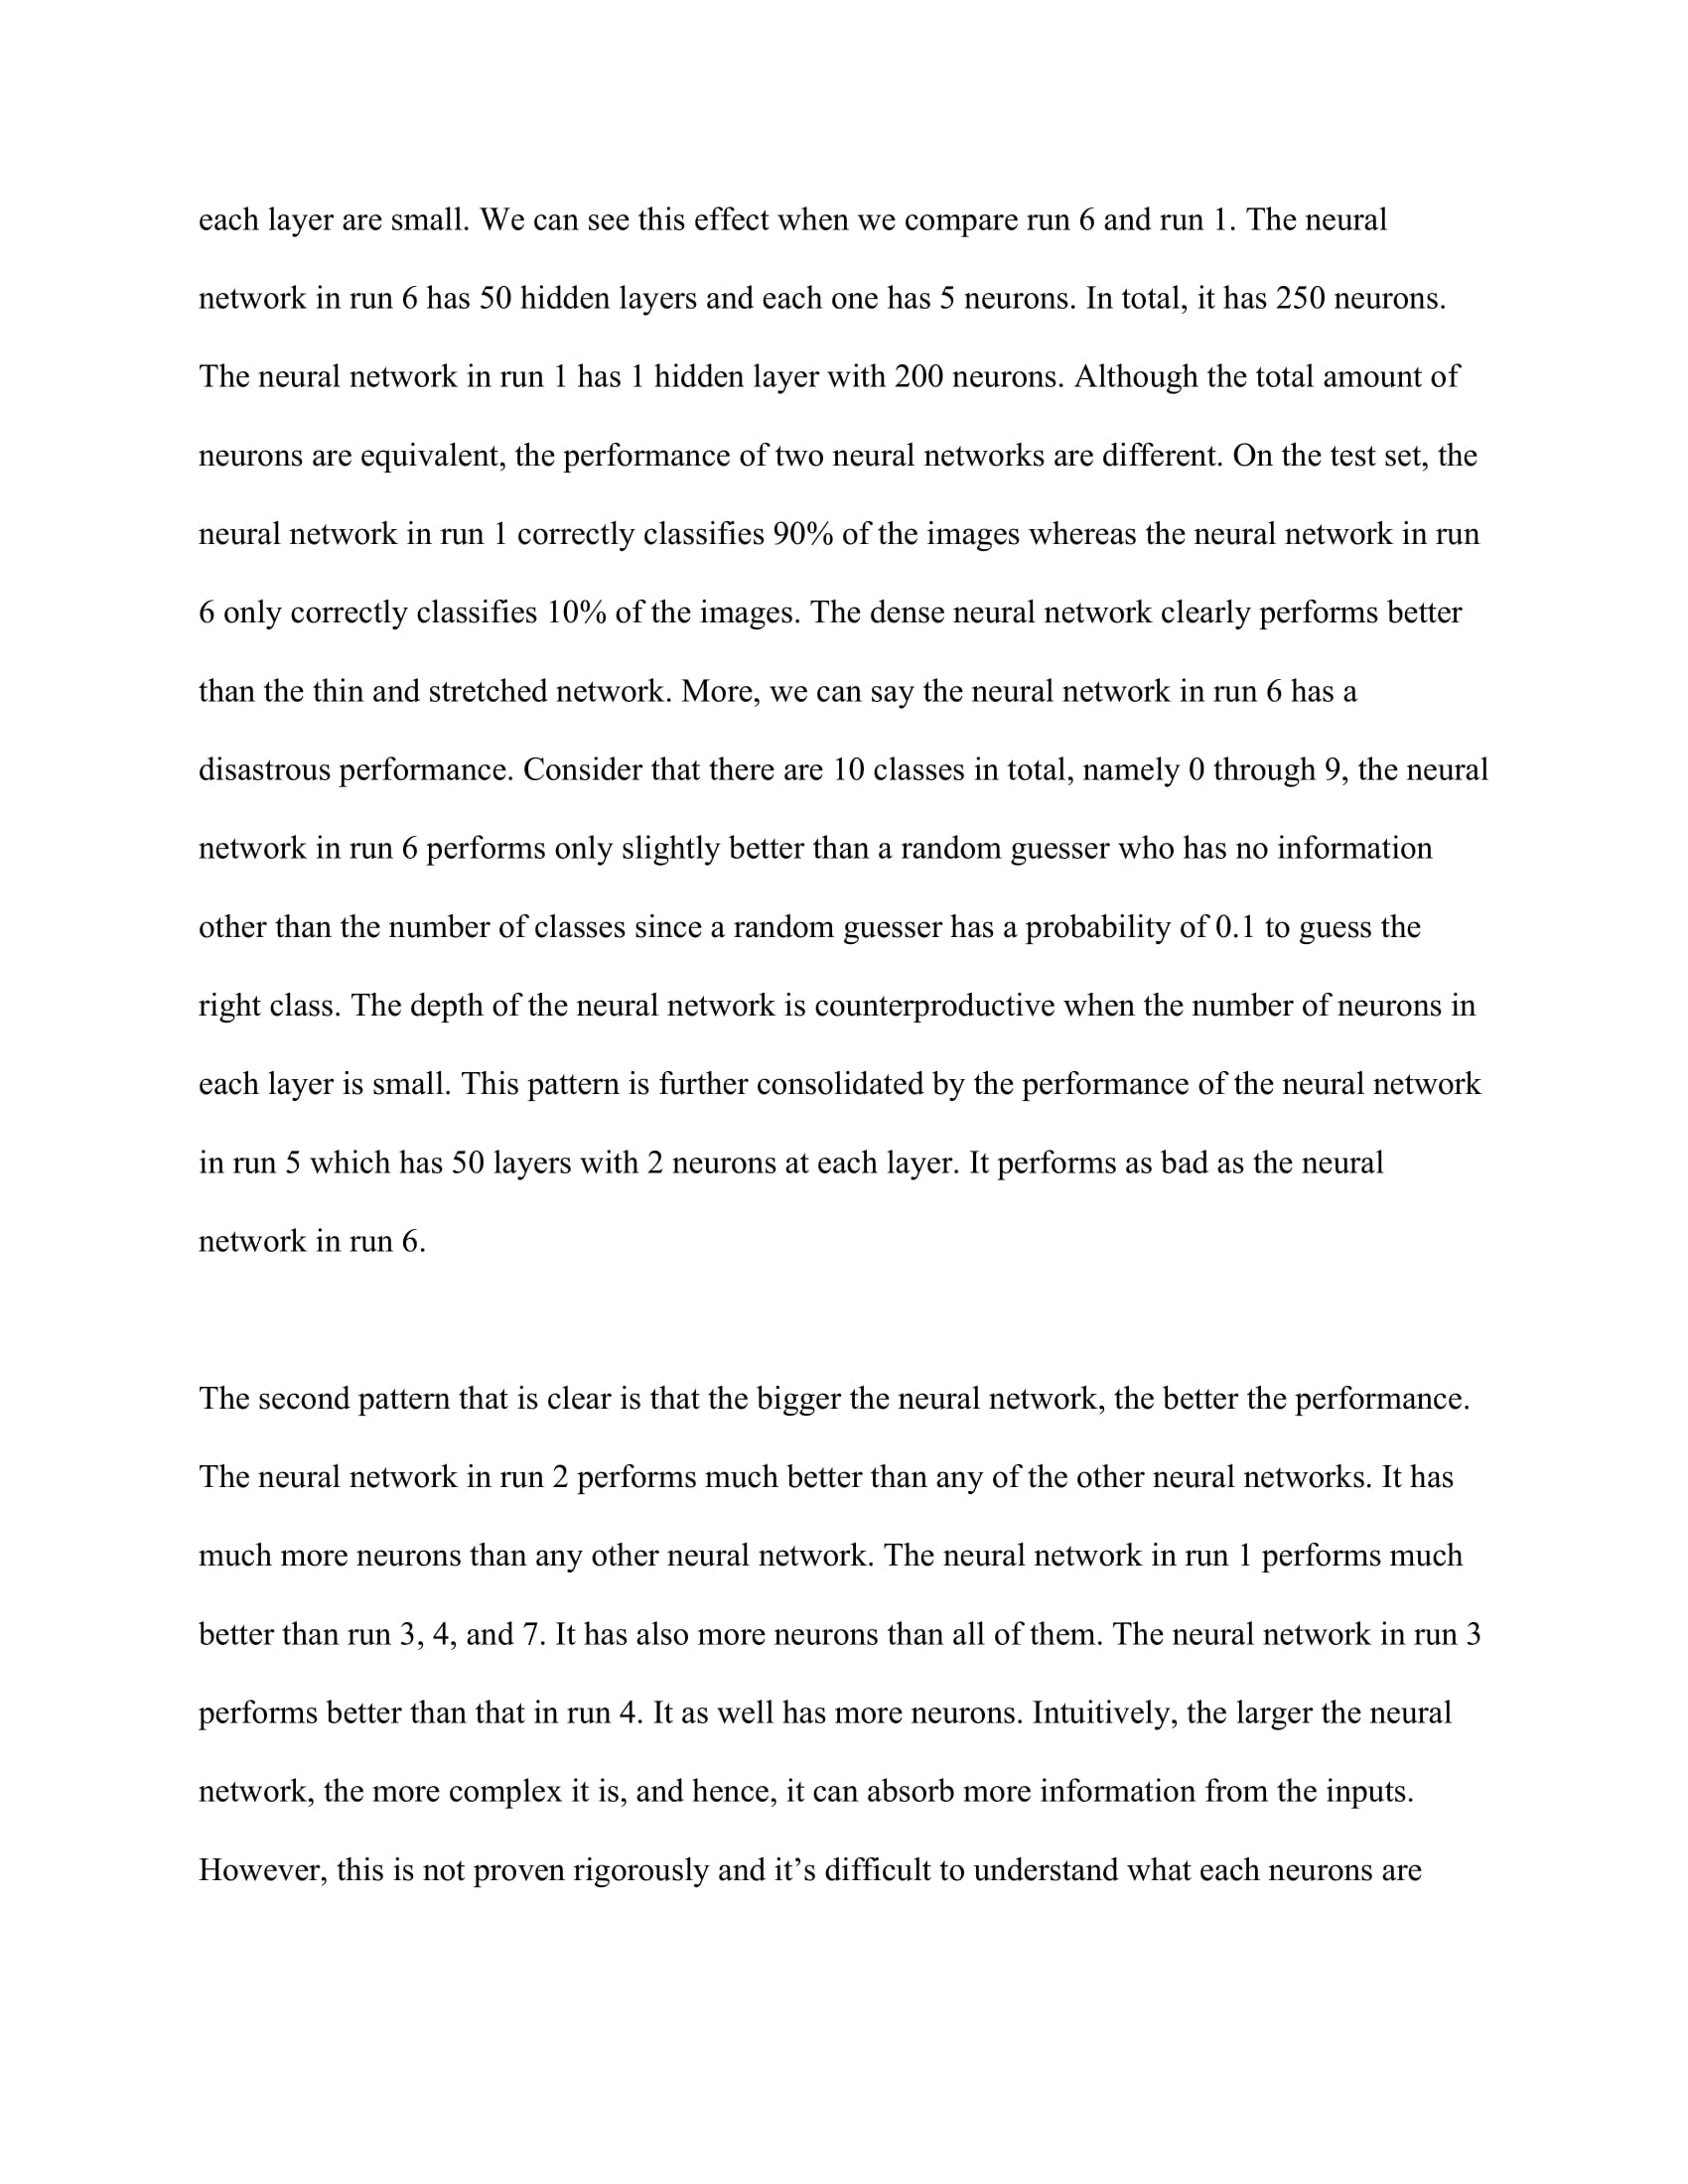 each layer are small. We can see this effect when we compare run 6 and run 1. The neural
network in run 6 has 50 hidden layers and each one has 5 neurons. In total, it has 250 neurons.
The neural network in run 1 has 1 hidden layer with 200 neurons. Although the total amount of
neurons are equivalent, the performance of two neural networks are different. On the test set, the
neural network in run 1 correctly classifies 90% of the images whereas the neural network in run
6 only correctly classifies 10% of the images. The dense neural network clearly performs better
than the thin and stretched network. More, we can say the neural network in run 6 has a
disastrous performance. Consider that there are 10 classes in total, namely 0 through 9, the neural
network in run 6 performs only slightly better than a random guesser who has no information
other than the number of classes since a random guesser has a probability of 0.1 to guess the
right class. The depth of the neural network is counterproductive when the number of neurons in
each layer is small. This pattern is further consolidated by the performance of the neural network
in run 5 which has 50 layers with 2 neurons at each layer. It performs as bad as the neural
network in run 6.
The second pattern that is clear is that the bigger the neural network, the better the performance.
The neural network in run 2 performs much better than any of the other neural networks. It has
much more neurons than any other neural network. The neural network in run 1 performs much
better than run 3, 4, and 7. It has also more neurons than all of them. The neural network in run 3
performs better than that in run 4. It as well has more neurons. Intuitively, the larger the neural
network, the more complex it is, and hence, it can absorb more information from the inputs.
However, this is not proven rigorously and it’s difficult to understand what each neurons are